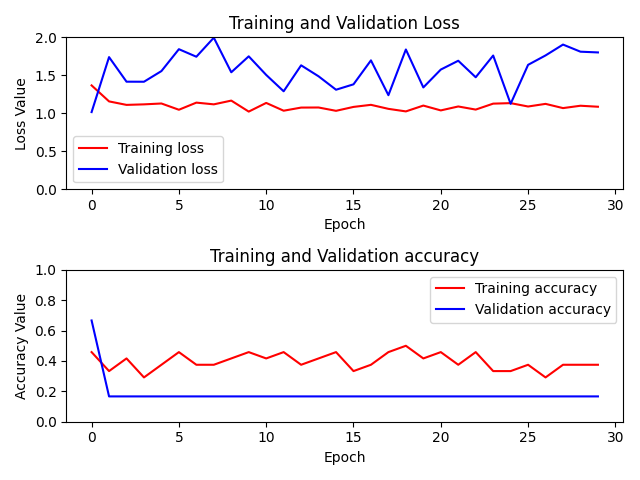 Training and Validation Loss
Loss Value
2.0
1.5
1.0
0.5
0.0
Training loss
Validation loss
0 5 10 15 20 25 30
Epoch
Training and Validation accuracy
Accuracy Value
1.0
0.8
0.6
0.4
0.2
0.0
Training accuracy
Validation accuracy
0 5 10 15 20 25 30
Epoch